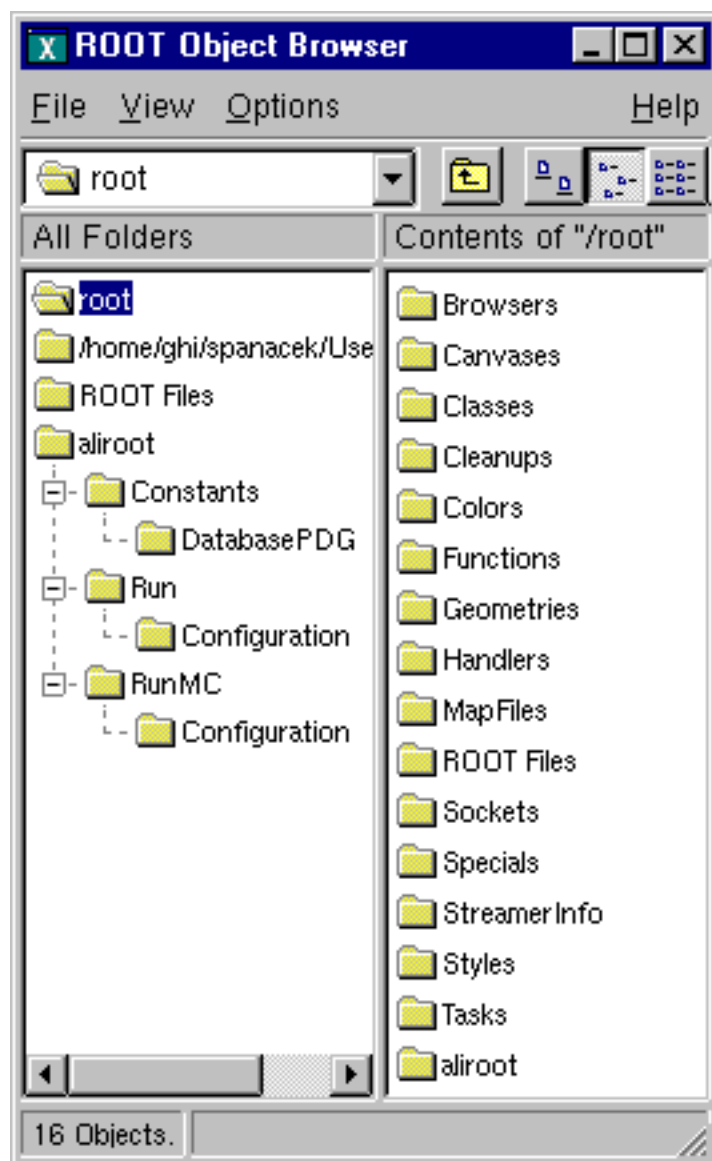 X ROOT Object Browser
File View Options Help
root
All Folders
Contents of "/root"
root
/home/ghi/spanacek/Use
ROOT Files
aliroot
Constants
DatabasePDG
Run
Configuration
RunMC
Configuration
Browsers
Canvases
Classes
Cleanups
Colors
Functions
Geometries
Handlers
MapFiles
ROOT Files
Sockets
Specials
StreamerInfo
Styles
Tasks
aliroot
16 Objects.